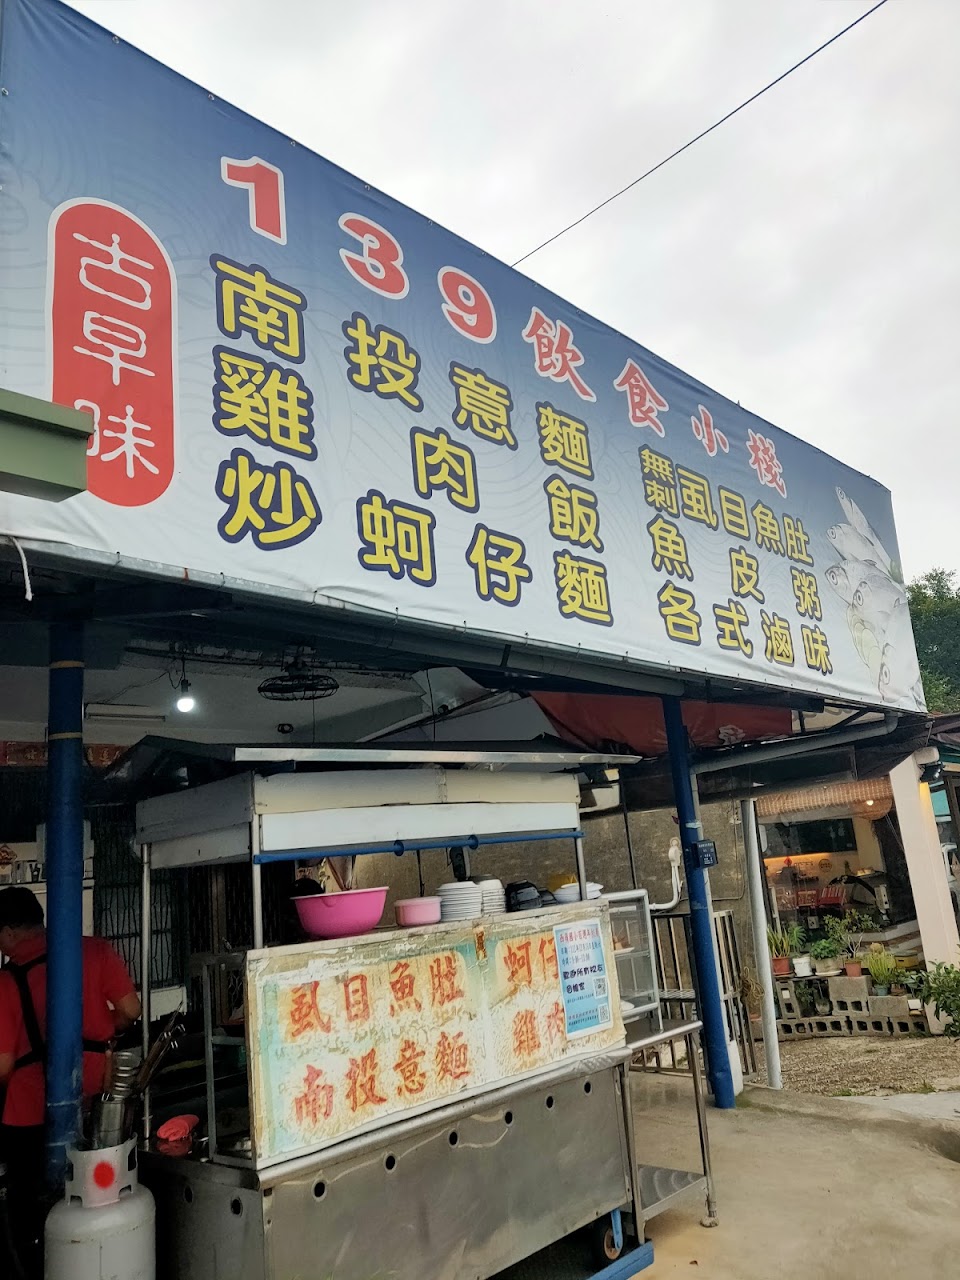 139飲食小棧
古早味
南投意麵
雞肉飯
炒蚵仔麵
無刺虱目魚肚
魚皮粥
各式滷味
虱目魚肚
蚵仔
南投意麵
雞肉